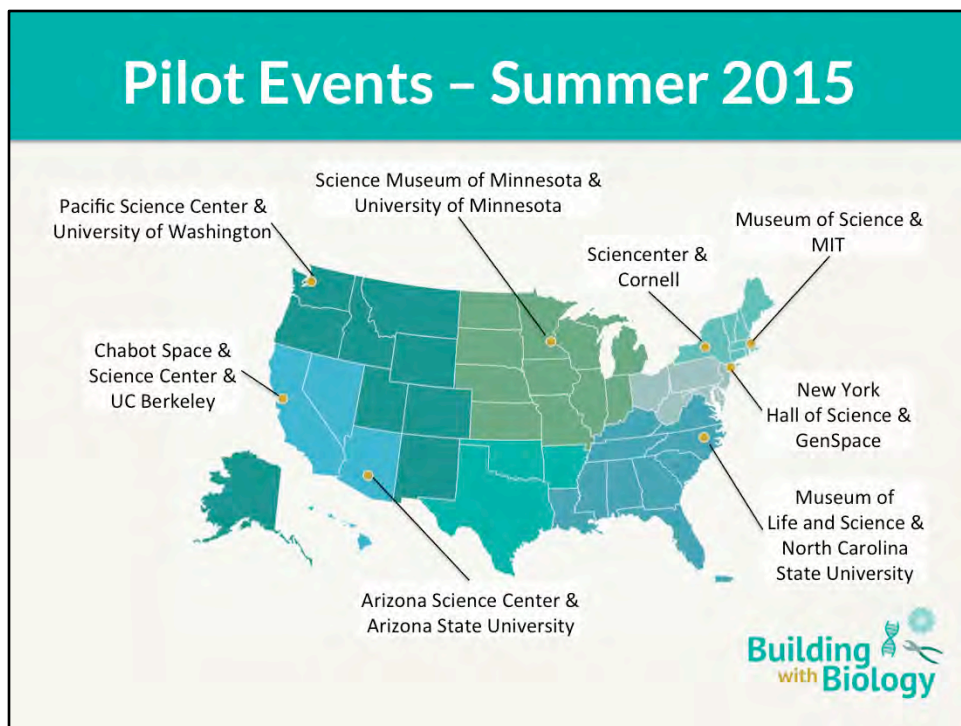 Pilot Events – Summer 2015
Science Museum of Minnesota &
University of Minnesota
Pacific Science Center &
University of Washington
Museum of Science &
MIT
Sciencenter &
Cornell
Chabot Space &
Science Center &
UC Berkeley
New York
Hall of Science &
GenSpace
Museum of
Life and Science &
North Carolina
State University
Arizona Science Center &
Arizona State University
Building
with Biology